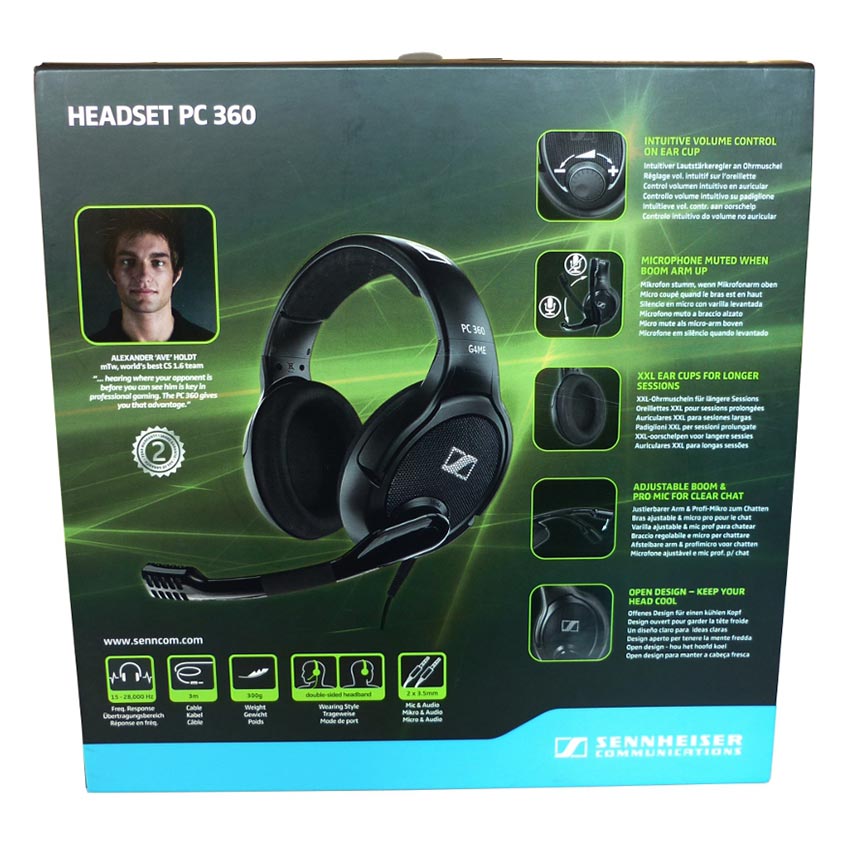 HEADSET PC 360
INTUITIVE VOLUME CONTROL
ON EAR CUP
Intuitiver Lautstärkeregler an Ohrmuschel
Réglage vol. intuitif sur l'oreillette
Control volumen intuitivo en auricular
Controllo volume intuitivo su padiglione
Intuitieve vol. contr. aan oorschelp
Controlo intuitivo do volume no auricular
MICROPHONE MUTED WHEN
BOOM ARM UP
Mikrofon stumm, wenn Mikrofonarm oben
Micro coupé quand le bras est en haut
Silencio en micro con varilla levantada
Microfono muto a braccio alzato
Micro mute als micro-arm boven
Microfone em silêncio quando levantado
PC 360
G4ME
ALEXANDER 'AVE' HOLDT
mTw, world's best CS 1.6 team
"... hearing where your opponent is
before you can see him is key in
professional gaming. The PC 360 gives
you that advantage."
2
XXL EAR CUPS FOR LONGER
SESSIONS
XXL-Ohrmuscheln für längere Sessions
Oreillettes XXL pour sessions prolongées
Auriculares XXL para sesiones largas
Padiglioni XXL per sessioni prolungate
XXL-oorschelpen voor langere sessies
Auriculares XXL para longas sessões
ADJUSTABLE BOOM &
PRO MIC FOR CLEAR CHAT
Justierbarer Arm & Profi-Mikro zum Chatten
Bras ajustable & micro pro pour le chat
Varilla ajustable & mic prof para chatear
Braccio regolabile e micro per chattare
Afstelbare arm & profimicro voor chatten
Microfone ajustável e mic prof. p/ chat
OPEN DESIGN – KEEP YOUR
HEAD COOL
Offenes Design für einen kühlen Kopf
Design ouvert pour garder la tête froide
Un diseño claro para ideas claras
Design aperto per tenere la mente fredda
Open design - hou het hoofd koel
Open design para manter a cabeça fresca
www.senncom.com
15 - 28,000 Hz
Freq. Response
Übertragungsbereich
Réponse en fréq.
3m
Cable
Kabel
Câble
300g
Weight
Gewicht
Poids
double-sided headband
Wearing Style
Trageweise
Mode de port
2 x 3.5mm
Mic & Audio
Mikro & Audio
Micro & Audio
SENNHEISER
COMMUNICATIONS